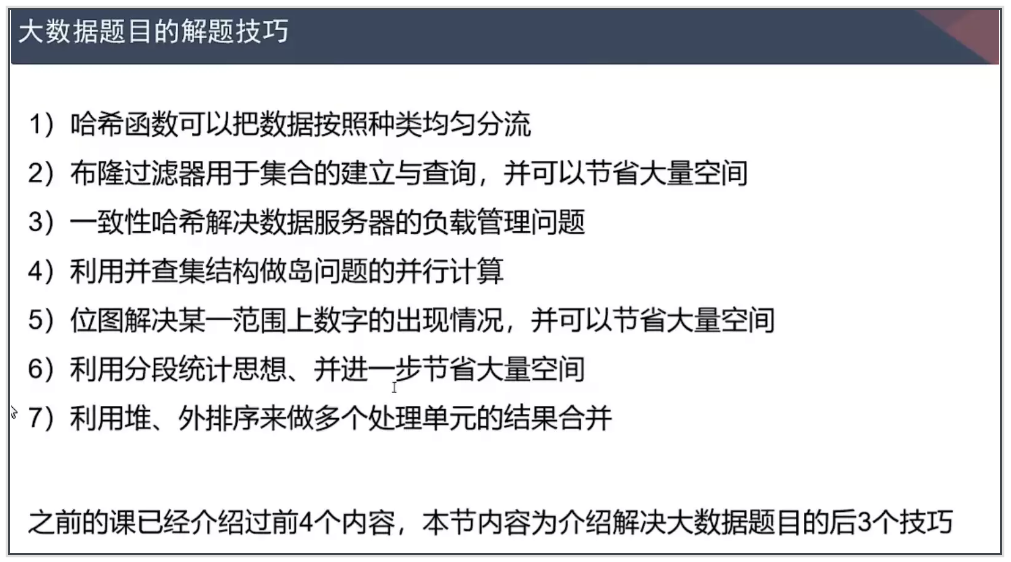 大数据题目的解题技巧
1）哈希函数可以把数据按照种类均匀分流
2）布隆过滤器用于集合的建立与查询，并可以节省大量空间
3）一致性哈希解决数据服务器的负载管理问题
4）利用并查集结构做岛问题的并行计算
5）位图解决某一范围上数字的出现情况，并可以节省大量空间
6）利用分段统计思想、并进一步节省大量空间
7）利用堆、外排序来做多个处理单元的结果合并
之前的课已经介绍过前4个内容，本节内容为介绍解决大数据题目的后3个技巧